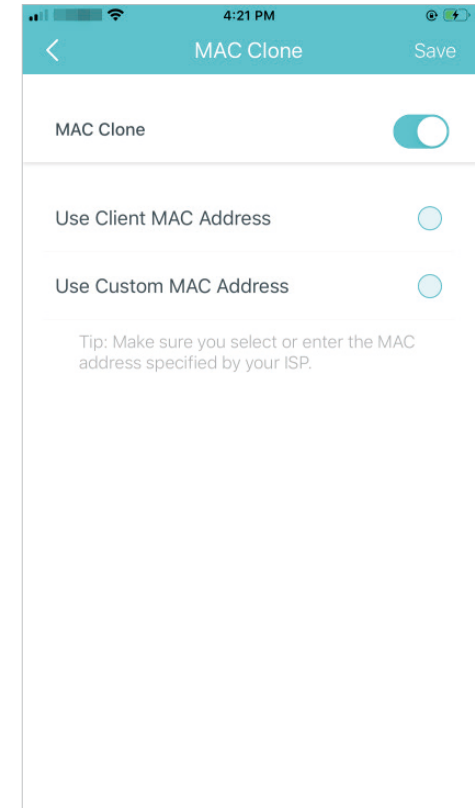 4:21 PM
MAC Clone Save
MAC Clone
Use Client MAC Address
Use Custom MAC Address
Tip: Make sure you select or enter the MAC
address specified by your ISP.